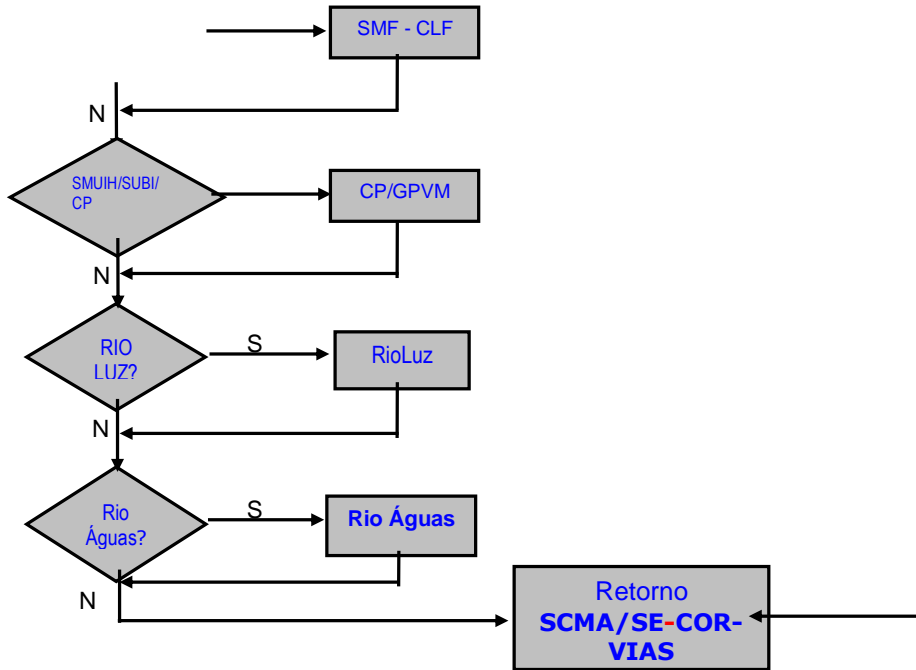 SMF - CLF
N
SMUIH/SUBI/
CP
CP/GPVM
N
RIO
LUZ?
S
RioLuz
N
Rio
Águas?
S
Rio Águas
N
Retorno
SCMA/SE-COR-
VIAS